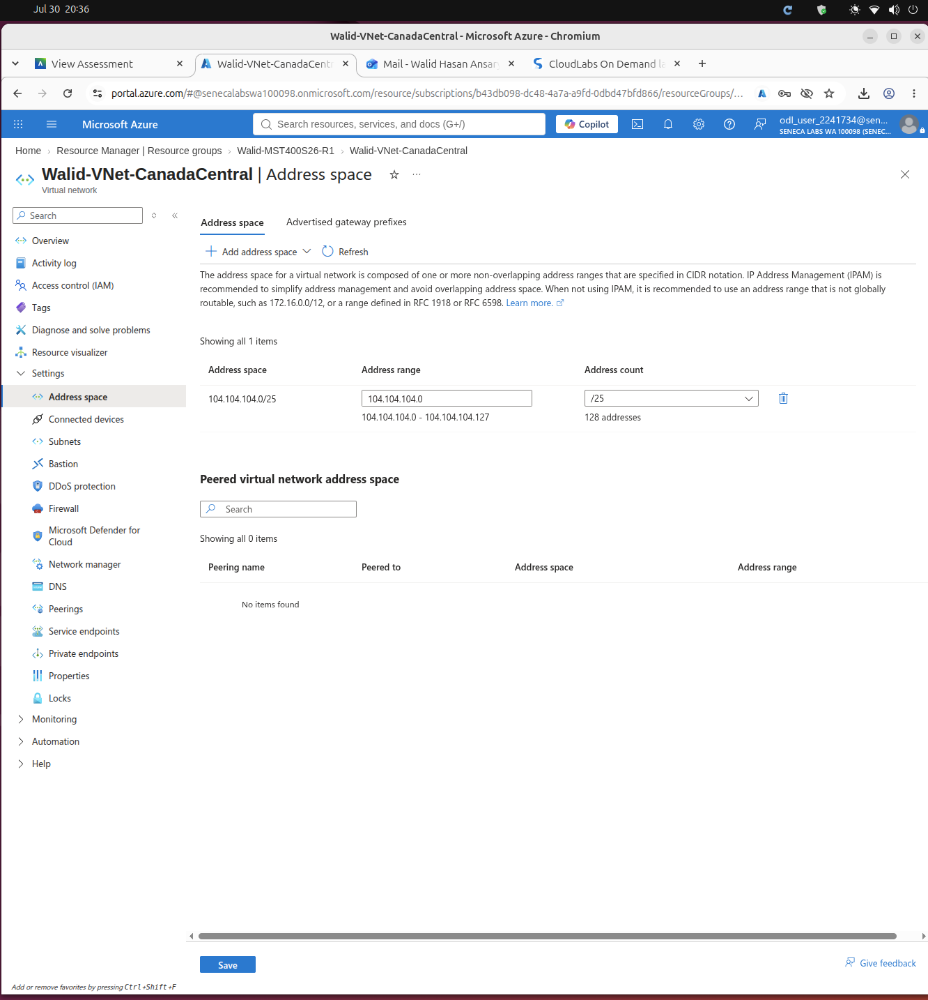 Jul 30 20:36
Walid-VNet-CanadaCentral - Microsoft Azure - Chromium
View Assessment
Walid-VNet-CanadaCent
Mail - Walid Hasan Ansar
CloudLabs On Demand la
portal.azure.com/#@senecalabswa100098.onmicrosoft.com/resource/subscriptions/b43db098-dc48-4a7a-a9fd-0dbd47bfd866/resourceGroups/...
Microsoft Azure
Search resources, services, and docs (G+/)
Copilot
odl_user_2241734@sen...
SENECA LABS WA 100098 (SENEC...
Home > Resource Manager | Resource groups > Walid-MST400S26-R1 > Walid-VNet-CanadaCentral
Walid-VNet-CanadaCentral | Address space
Virtual network
Search
Overview
Activity log
Access control (IAM)
Tags
Diagnose and solve problems
Resource visualizer
Settings
Address space
Connected devices
Subnets
Bastion
DDoS protection
Firewall
Microsoft Defender for
Cloud
Network manager
DNS
Peerings
Service endpoints
Private endpoints
Properties
Locks
Monitoring
Automation
Help
Add or remove favorites by pressing Ctrl+Shift+F
Address space
Advertised gateway prefixes
Add address space
Refresh
The address space for a virtual network is composed of one or more non-overlapping address ranges that are specified in CIDR notation. IP Address Management (IPAM) is
recommended to simplify address management and avoid overlapping address space. When not using IPAM, it is recommended to use an address range that is not globally
routable, such as 172.16.0.0/12, or a range defined in RFC 1918 or RFC 6598. Learn more.
Showing all 1 items
Address space Address range Address count
104.104.104.0/25 104.104.104.0 /25
104.104.104.0 - 104.104.104.127 128 addresses
Peered virtual network address space
Search
Showing all 0 items
Peering name Peered to Address space Address range
No items found
Save
Give feedback